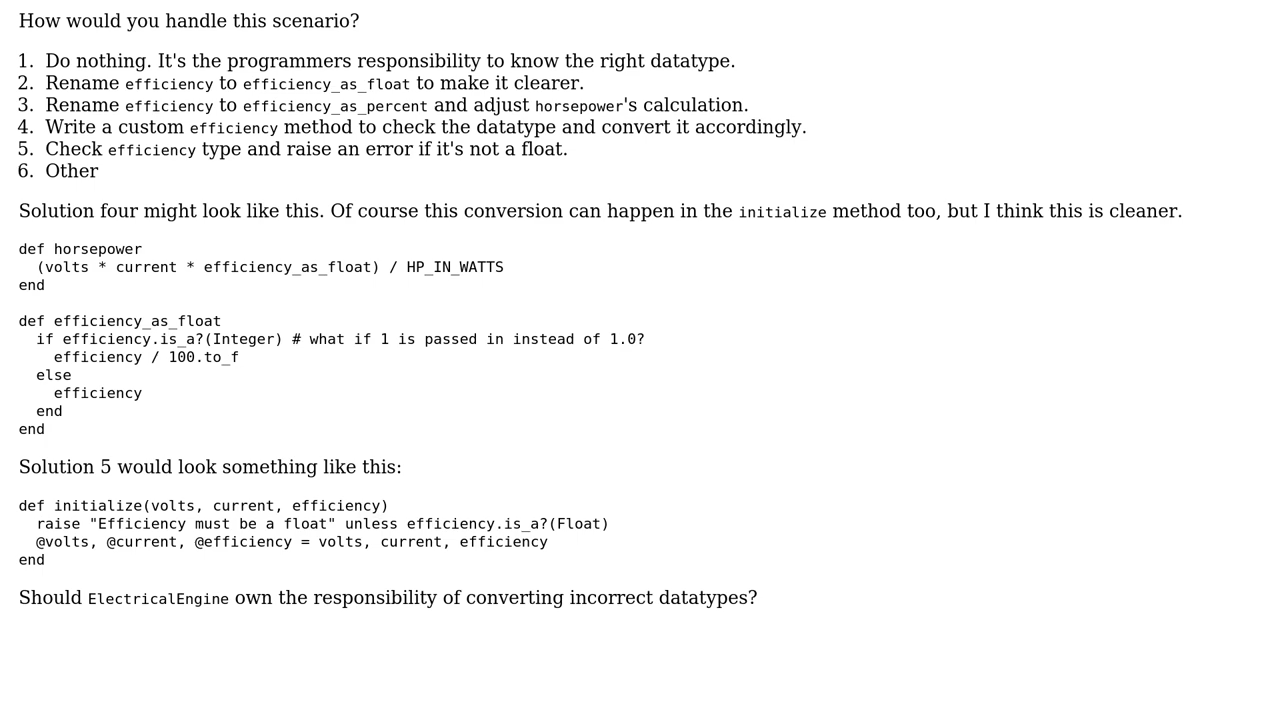 How would you handle this scenario?
1. Do nothing. It's the programmers responsibility to know the right datatype.
2. Rename efficiency to efficiency_as_float to make it clearer.
3. Rename efficiency to efficiency_as_percent and adjust horsepower's calculation.
4. Write a custom efficiency method to check the datatype and convert it accordingly.
5. Check efficiency type and raise an error if it's not a float.
6. Other
Solution four might look like this. Of course this conversion can happen in the initialize method too, but I think this is cleaner.
def horsepower
  (volts * current * efficiency_as_float) / HP_IN_WATTS
end
def efficiency_as_float
  if efficiency.is_a?(Integer) # what if 1 is passed in instead of 1.0?
    efficiency / 100.to_f
  else
    efficiency
  end
end
Solution 5 would look something like this:
def initialize(volts, current, efficiency)
  raise "Efficiency must be a float" unless efficiency.is_a?(Float)
  @volts, @current, @efficiency = volts, current, efficiency
end
Should ElectricalEngine own the responsibility of converting incorrect datatypes?